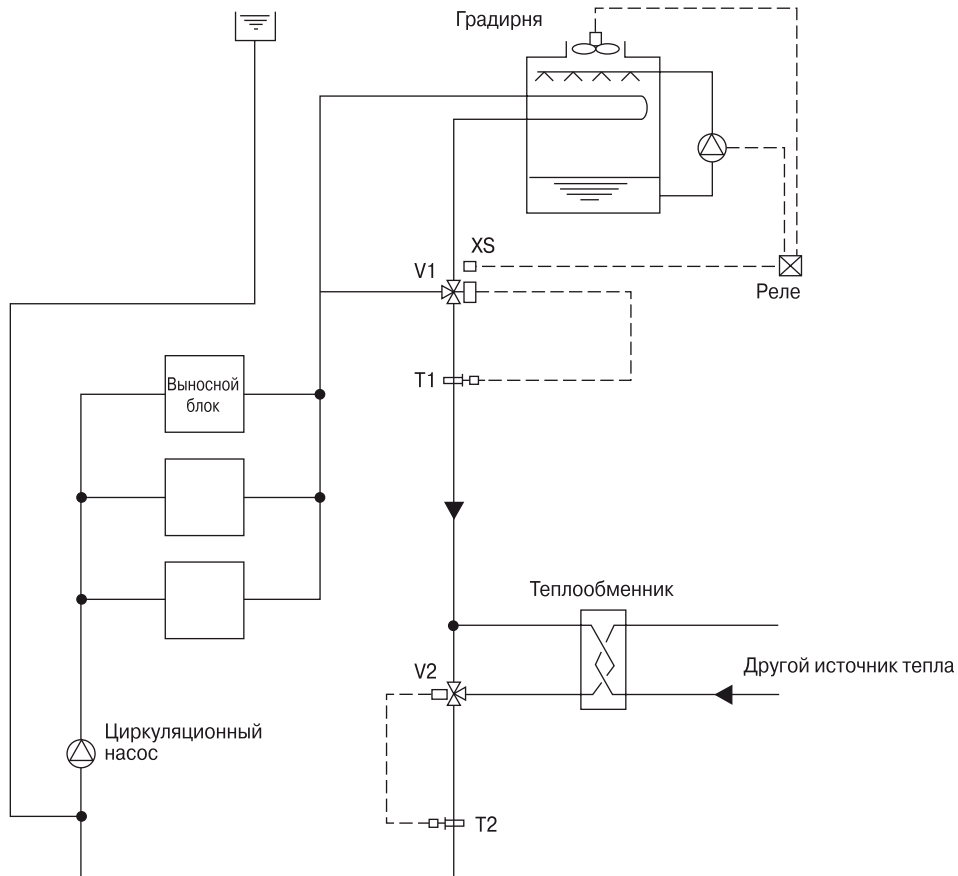 Градирня
XS
V1
Реле
T1
Выносной
блок
Теплообменник
V2
Другой источник тепла
Циркуляционный
насос
T2